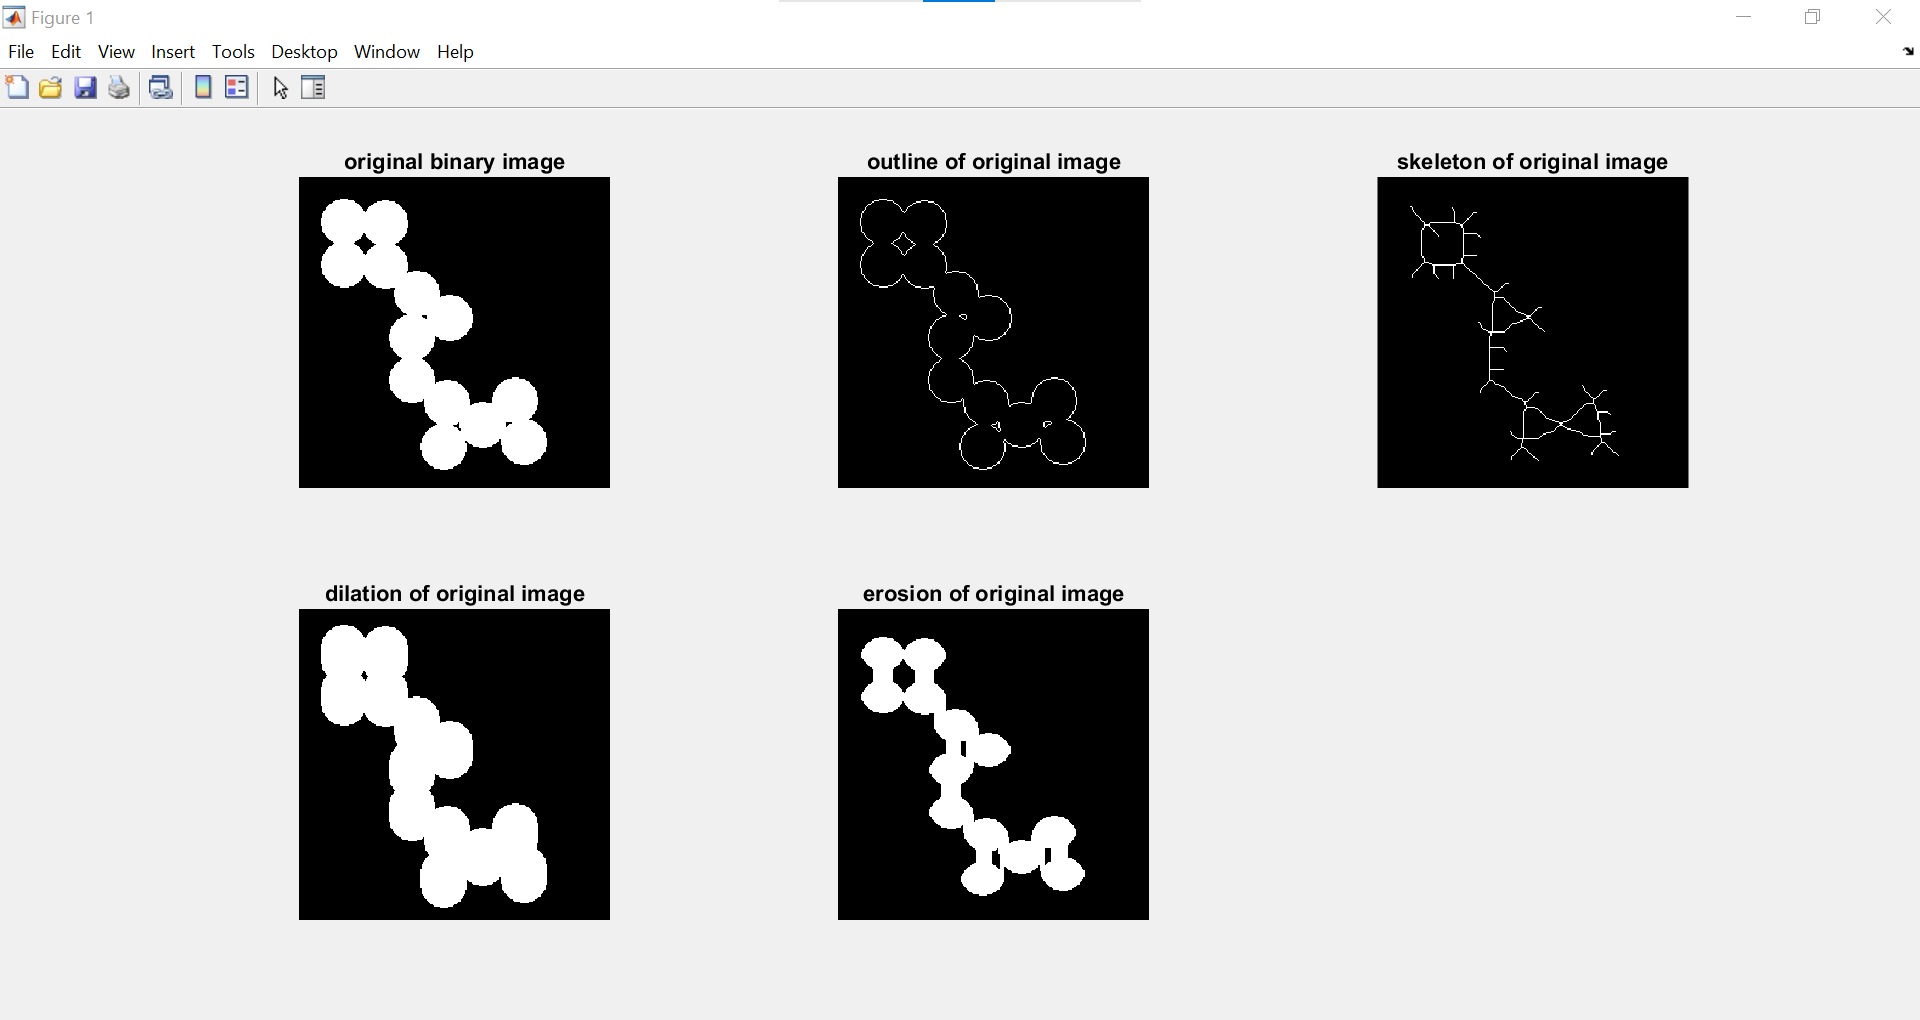 Figure 1
File Edit View Insert Tools Desktop Window Help
original binary image
outline of original image
skeleton of original image
dilation of original image
erosion of original image